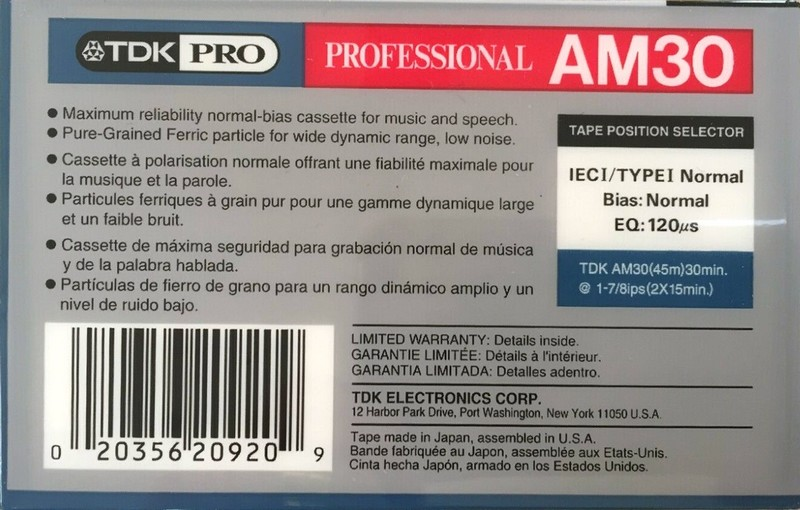 TDK PRO PROFESSIONAL AM30
● Maximum reliability normal-bias cassette for music and speech.
● Pure-Grained Ferric particle for wide dynamic range, low noise.
● Cassette à polarisation normale offrant une fiabilité maximale pour
la musique et la parole.
● Particules ferriques à grain pur pour une gamme dynamique large
et un faible bruit.
● Cassette de máxima seguridad para grabación normal de música
y de la palabra hablada.
● Partículas de fierro de grano para un rango dinámico amplio y un
nivel de ruido bajo.
TAPE POSITION SELECTOR
IECI/TYPEI Normal
Bias: Normal
EQ: 120µs
TDK AM30(45m)30min.
@ 1-7/8ips(2X15min.)
0 20356 20920 9
LIMITED WARRANTY: Details inside.
GARANTIE LIMITÉE: Détails à l'intérieur.
GARANTIA LIMITADA: Detalles adentro.
TDK ELECTRONICS CORP.
12 Harbor Park Drive, Port Washington, New York 11050 U.S.A.
Tape made in Japan, assembled in U.S.A.
Bande fabriquée au Japon, assemblée aux Etats-Unis.
Cinta hecha Japón, armado en los Estados Unidos.